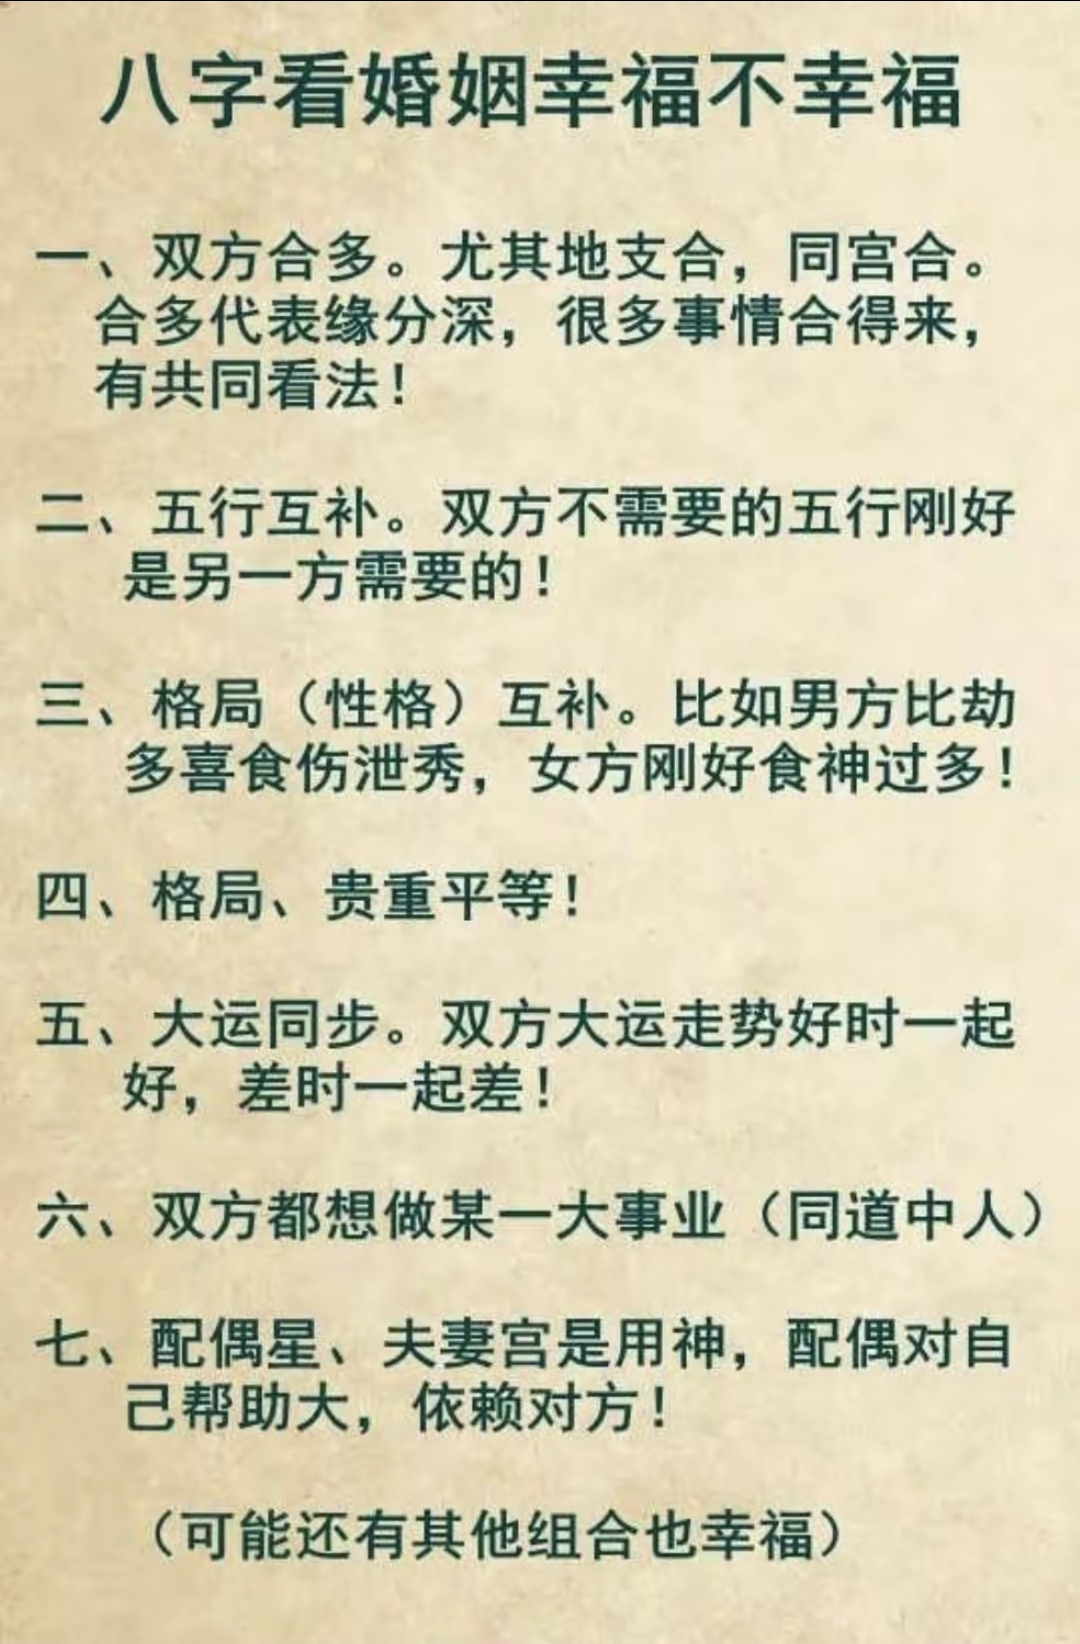 八字看婚姻幸福不幸福
一、双方合多。尤其地支合，同宫合。
合多代表缘分深，很多事情合得来，
有共同看法！
二、五行互补。双方不需要的五行刚好
是另一方需要的！
三、格局（性格）互补。比如男方比劫
多喜食伤泄秀，女方刚好食神过多！
四、格局、贵重平等！
五、大运同步。双方大运走势好时一起
好，差时一起差！
六、双方都想做某一大事业（同道中人）
七、配偶星、夫妻宫是用神，配偶对自
己帮助大，依赖对方！
（可能还有其他组合也幸福）